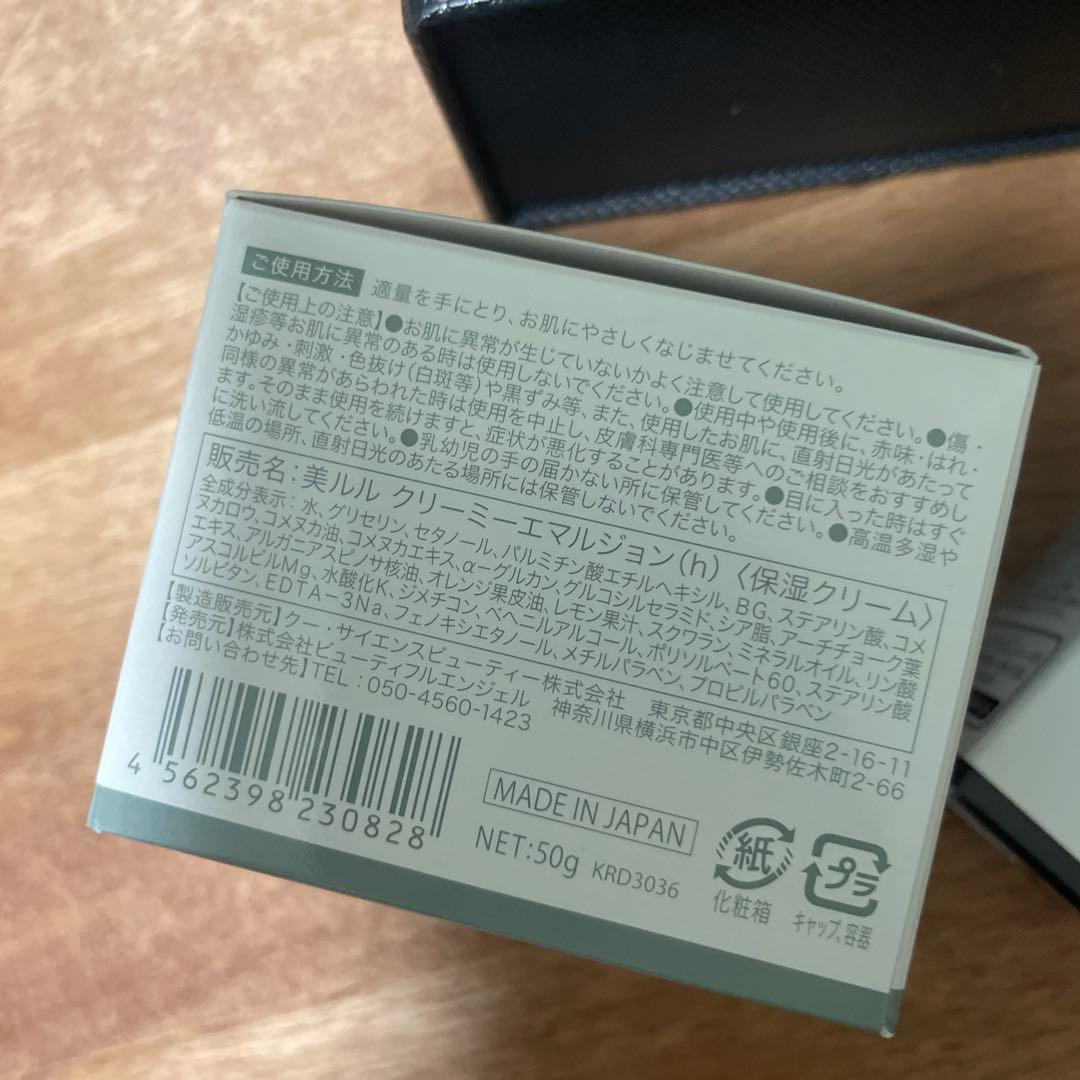 ご使用方法 適量を手にとり、お肌にやさしくなじませてください。
【ご使用上の注意】●お肌に異常が生じていないかよく注意して使用してください。●傷・
湿疹等お肌に異常のある時は使用しないでください。●使用中や使用後に、赤味・はれ・
かゆみ・刺激・色抜け(白斑等)や黒ずみ等、また、使用したお肌に、直射日光があたって
同様の異常があらわれた時は使用を中止し、皮膚科専門医等へのご相談をおすすめし
ます。そのまま使用を続けますと、症状が悪化することがあります。●目に入った時はすぐ
に洗い流してください。●乳幼児の手の届かない所に保管してください。●高温多湿や
低温の場所、直射日光のあたる場所には保管しないでください。
販売名：美ルル クリーミーエマルジョン(h)〈保湿クリーム〉
全成分表示：水、グリセリン、セタノール、パルミチン酸エチルヘキシル、BG、ステアリン酸、コメ
ヌカロウ、コメヌカ油、コメヌカエキス、α-グルカン、グルコシルセラミド、シア脂、アーチチョーク葉
エキス、アルガニアスピノサ核油、オレンジ果皮油、レモン果汁、スクワラン、ミネラルオイル、リン酸
アスコルビルMg、水酸化K、ジメチコン、ベヘニルアルコール、ポリソルベート60、ステアリン酸
ソルビタン、EDTA-3Na、フェノキシエタノール、メチルパラベン、プロピルパラベン
【製造販売元】クー・サイエンスビューティー株式会社 東京都中央区銀座2-16-11
【発売元】株式会社ビューティフルエンジェル 神奈川県横浜市中区伊勢佐木町2-66
【お問い合わせ先】TEL：050-4560-1423
4 562398 230828
MADE IN JAPAN
NET:50g KRD3036
紙
化粧箱
プラ
キャップ、容器